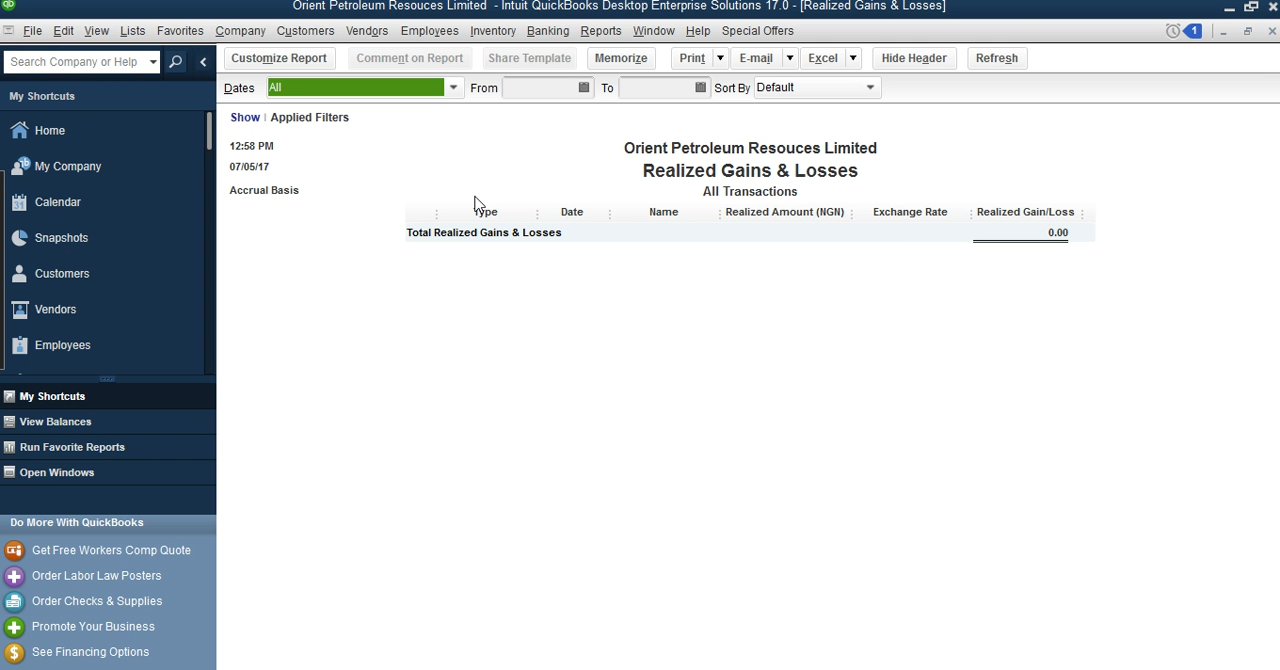 Orient Petroleum Resouces Limited - Intuit QuickBooks Desktop Enterprise Solutions 17.0 - [Realized Gains & Losses]
File Edit View Lists Favorites Company Customers Vendors Employees Inventory Banking Reports Window Help Special Offers 1
Search Company or Help
Customize Report Comment on Report Share Template Memorize Print E-mail Excel Hide Header Refresh
Dates All From To Sort By Default
My Shortcuts
Home
My Company
Calendar
Snapshots
Customers
Vendors
Employees
My Shortcuts
View Balances
Run Favorite Reports
Open Windows
Do More With QuickBooks
Get Free Workers Comp Quote
Order Labor Law Posters
Order Checks & Supplies
Promote Your Business
See Financing Options
Show Applied Filters
12:58 PM
07/05/17
Accrual Basis
Orient Petroleum Resouces Limited
Realized Gains & Losses
All Transactions
Type Date Name Realized Amount (NGN) Exchange Rate Realized Gain/Loss
Total Realized Gains & Losses 0.00